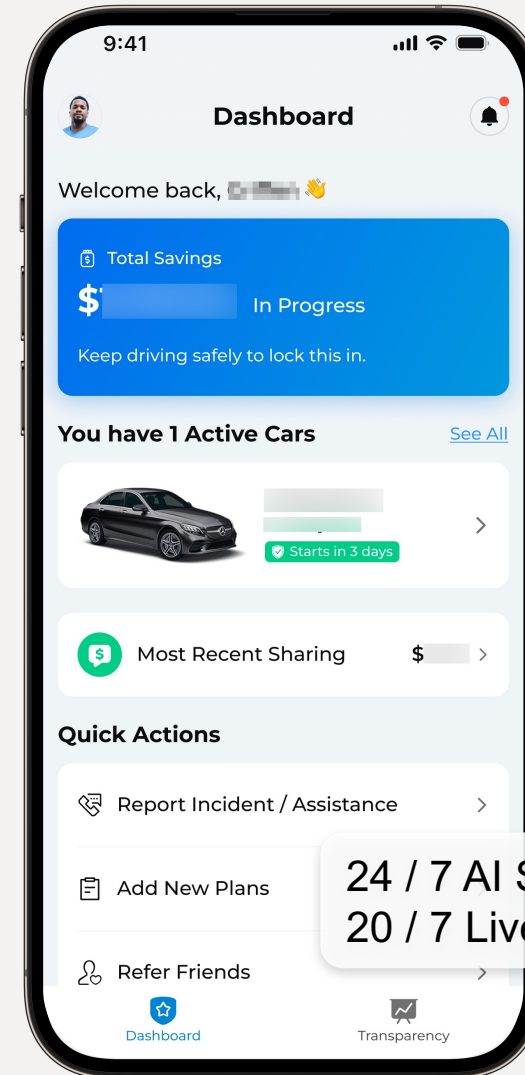 9:41
Dashboard
Welcome back,
Total Savings
$
In Progress
Keep driving safely to lock this in.
You have 1 Active Cars
See All
Starts in 3 days
Most Recent Sharing
$
Quick Actions
Report Incident / Assistance
Add New Plans
24 / 7 AI S
20 / 7 Live
Refer Friends
Dashboard
Transparency